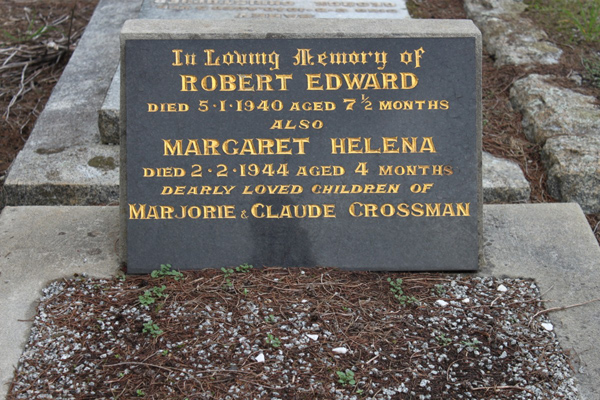 In Loving Memory of
ROBERT EDWARD
DIED 5·1·1940 AGED 7½ MONTHS
ALSO
MARGARET HELENA
DIED 2·2·1944 AGED 4 MONTHS
DEARLY LOVED CHILDREN OF
MARJORIE & CLAUDE CROSSMAN